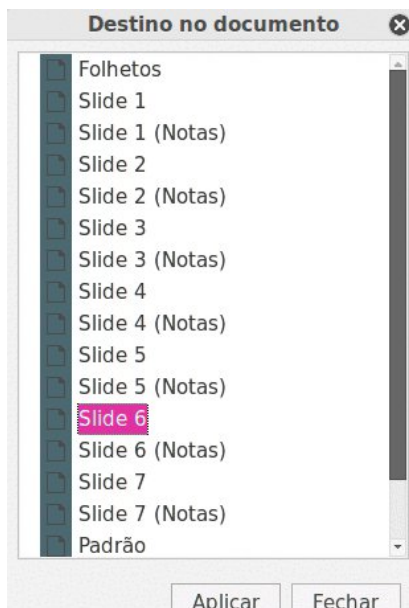 Destino no documento
Folhetos
Slide 1
Slide 1 (Notas)
Slide 2
Slide 2 (Notas)
Slide 3
Slide 3 (Notas)
Slide 4
Slide 4 (Notas)
Slide 5
Slide 5 (Notas)
Slide 6
Slide 6 (Notas)
Slide 7
Slide 7 (Notas)
Padrão
Aplicar Fechar